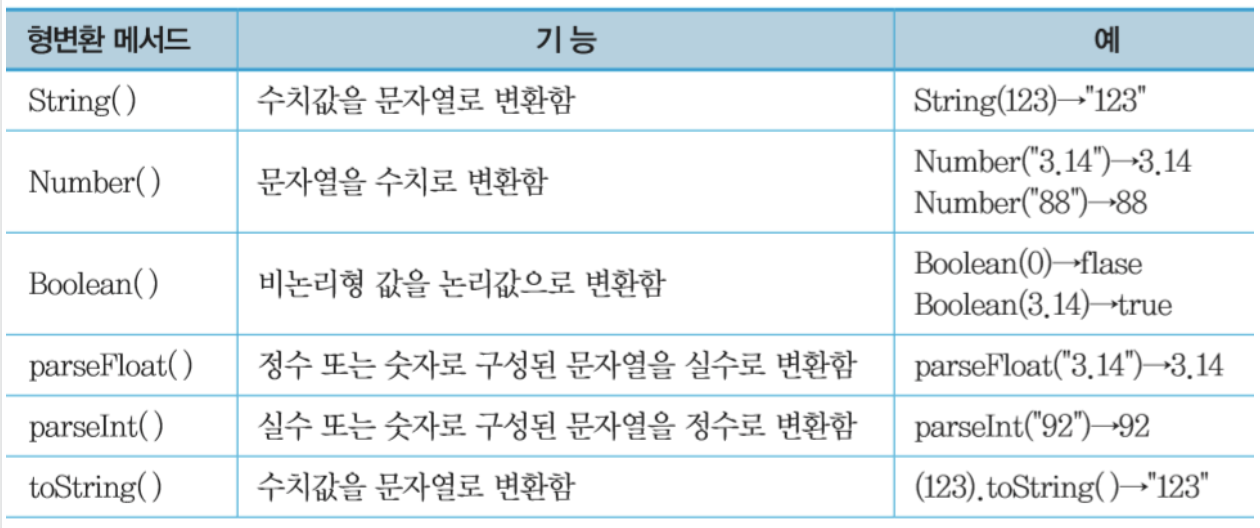 형변환 메서드 기 능 예
String( ) 수치값을 문자열로 변환함 String(123)→"123"
Number( ) 문자열을 수치로 변환함 Number("3.14")→3.14
Number("88")→88
Boolean( ) 비논리형 값을 논리값으로 변환함 Boolean(0)→flase
Boolean(3.14)→true
parseFloat( ) 정수 또는 숫자로 구성된 문자열을 실수로 변환함 parseFloat("3.14")→3.14
parseInt( ) 실수 또는 숫자로 구성된 문자열을 정수로 변환함 parseInt("92")→92
toString( ) 수치값을 문자열로 변환함 (123).toString( )→"123"